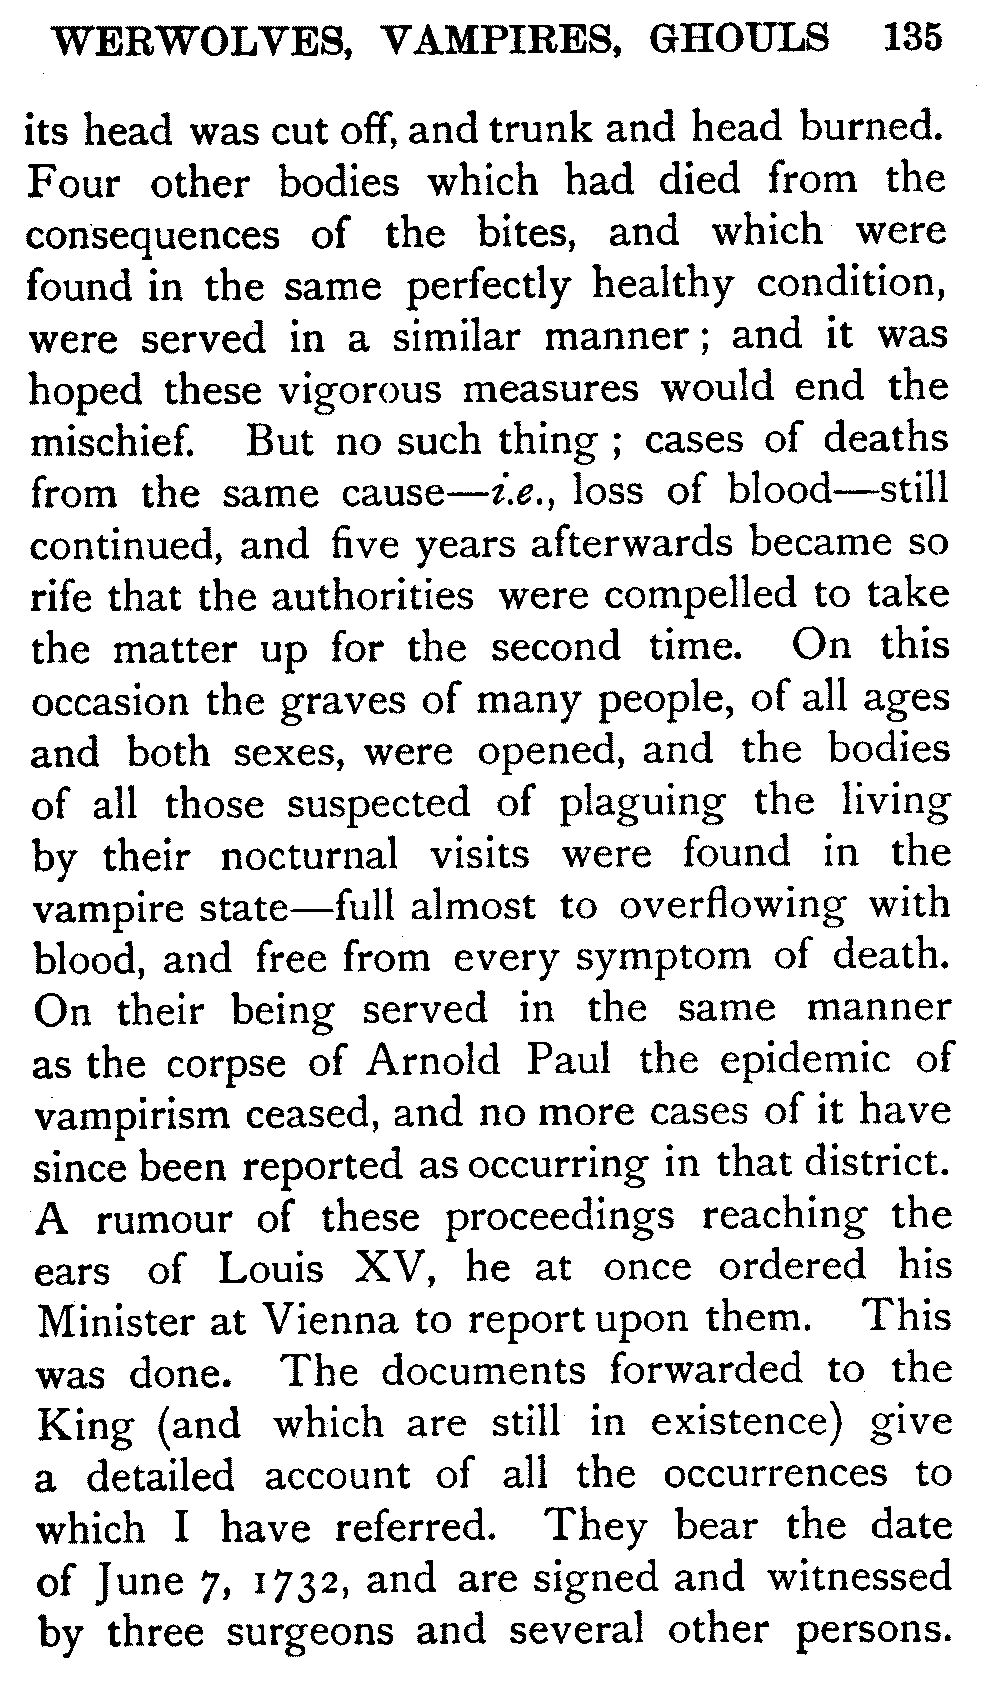 WERWOLVES, VAMPIRES, GHOULS 135
its head was cut off, and trunk and head burned.
Four other bodies which had died from the
consequences of the bites, and which were
found in the same perfectly healthy condition,
were served in a similar manner ; and it was
hoped these vigorous measures would end the
mischief. But no such thing ; cases of deaths
from the same cause—i.e., loss of blood—still
continued, and five years afterwards became so
rife that the authorities were compelled to take
the matter up for the second time. On this
occasion the graves of many people, of all ages
and both sexes, were opened, and the bodies
of all those suspected of plaguing the living
by their nocturnal visits were found in the
vampire state—full almost to overflowing with
blood, and free from every symptom of death.
On their being served in the same manner
as the corpse of Arnold Paul the epidemic of
vampirism ceased, and no more cases of it have
since been reported as occurring in that district.
A rumour of these proceedings reaching the
ears of Louis XV, he at once ordered his
Minister at Vienna to report upon them. This
was done. The documents forwarded to the
King (and which are still in existence) give
a detailed account of all the occurrences to
which I have referred. They bear the date
of June 7, 1732, and are signed and witnessed
by three surgeons and several other persons.